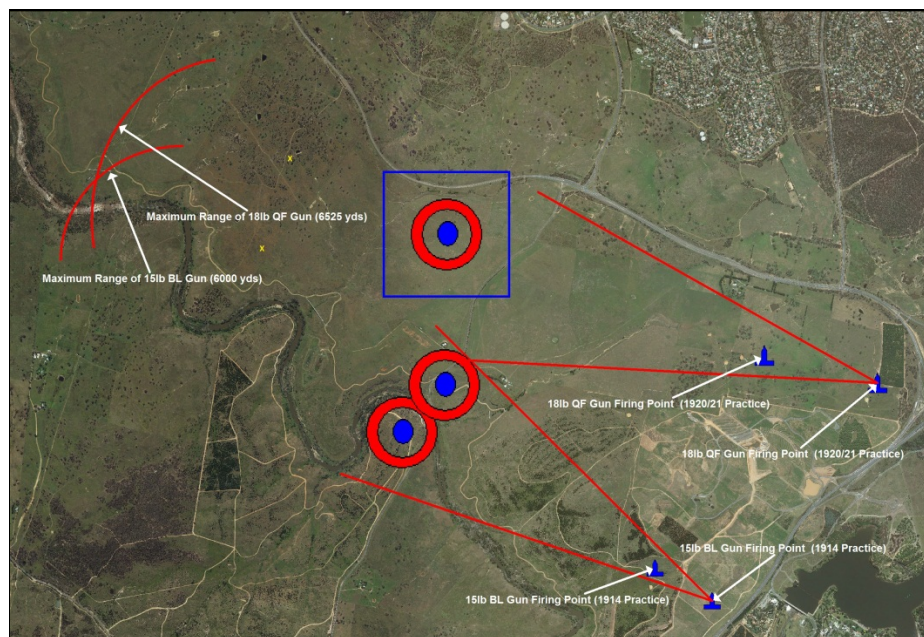 X
Maximum Range of 18lb QF Gun (6525 yds)
X
Maximum Range of 15lb BL Gun (6000 yds)
18lb QF Gun Firing Point (1920/21 Practice)
18lb QF Gun Firing Point (1920/21 Practice)
15lb BL Gun Firing Point (1914 Practice)
15lb BL Gun Firing Point (1914 Practice)